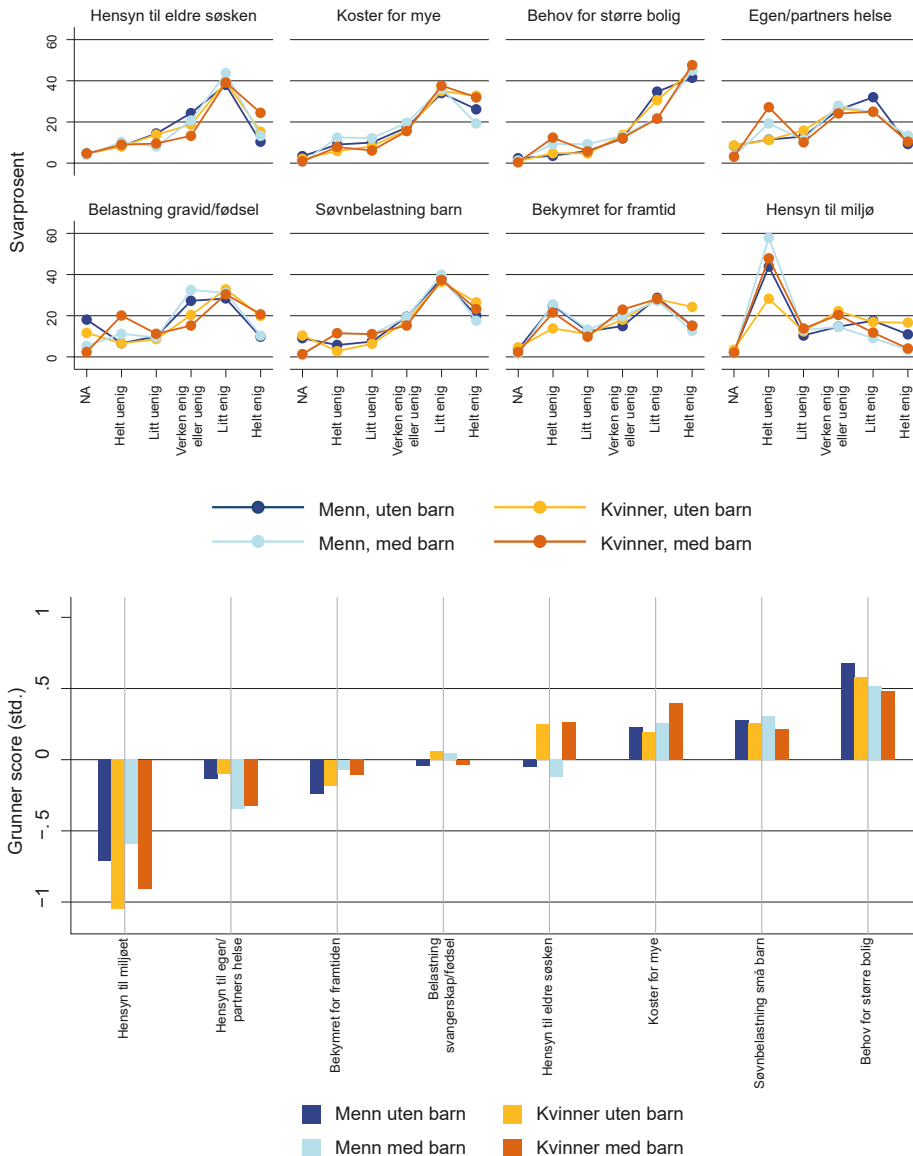 Hensyn til eldre søsken
Koster for mye
Behov for større bolig
Egen/partners helse
60
40
20
0
Belastning gravid/fødsel
Søvnbelastning barn
Bekymret for framtid
Hensyn til miljø
60
40
20
0
Svarprosent
NA
Helt uenig
Litt uenig
Verken enig
eller uenig
Litt enig
Helt enig
NA
Helt uenig
Litt uenig
Verken enig
eller uenig
Litt enig
Helt enig
NA
Helt uenig
Litt uenig
Verken enig
eller uenig
Litt enig
Helt enig
NA
Helt uenig
Litt uenig
Verken enig
eller uenig
Litt enig
Helt enig
Menn, uten barn
Kvinner, uten barn
Menn, med barn
Kvinner, med barn
Grunner score (std.)
1
.5
0
-.5
-1
Hensyn til miljøet
Hensyn til egen/
partners helse
Bekymret for framtiden
Belastning
svangerskap/fødsel
Hensyn til eldre søsken
Koster for mye
Søvnbelastning små barn
Behov for større bolig
Menn uten barn
Kvinner uten barn
Menn med barn
Kvinner med barn